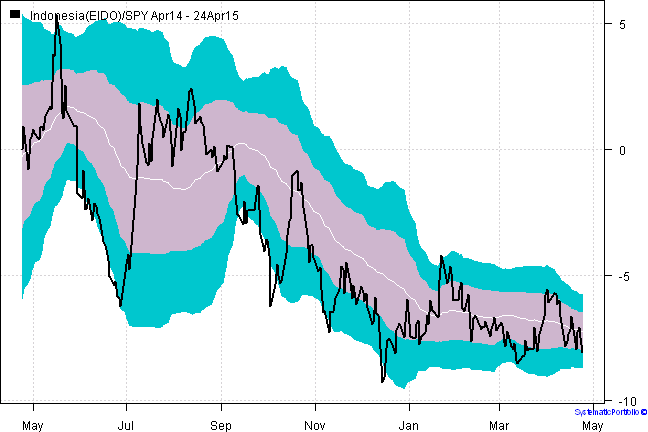 Indonesia(EIDO)/SPY Apr14 - 24Apr15
5
0
-5
-10
May Jul Sep Nov Jan Mar May
SystematicPortfolio ©